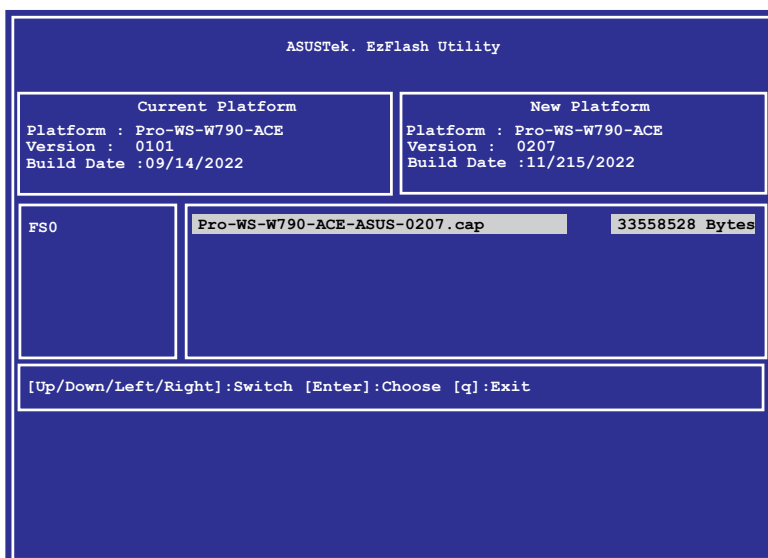 ASUSTek. EzFlash Utility
Current Platform
Platform : Pro-WS-W790-ACE
Version : 0101
Build Date :09/14/2022
New Platform
Platform : Pro-WS-W790-ACE
Version : 0207
Build Date :11/215/2022
FS0
Pro-WS-W790-ACE-ASUS-0207.cap 33558528 Bytes
[Up/Down/Left/Right]:Switch [Enter]:Choose [q]:Exit